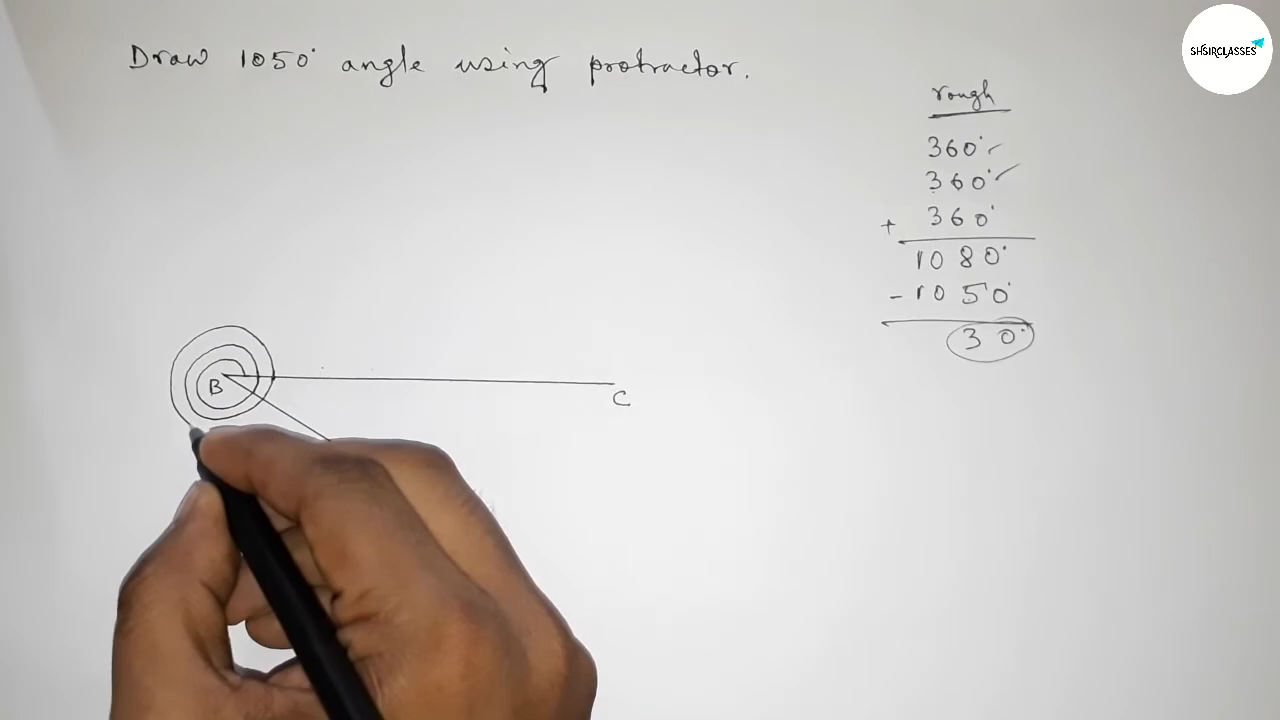 Draw 1050° angle using protractor.
SHSIRCLASSES
rough
360°
360°
+ 360°
1080°
- 1050°
30°
B
C